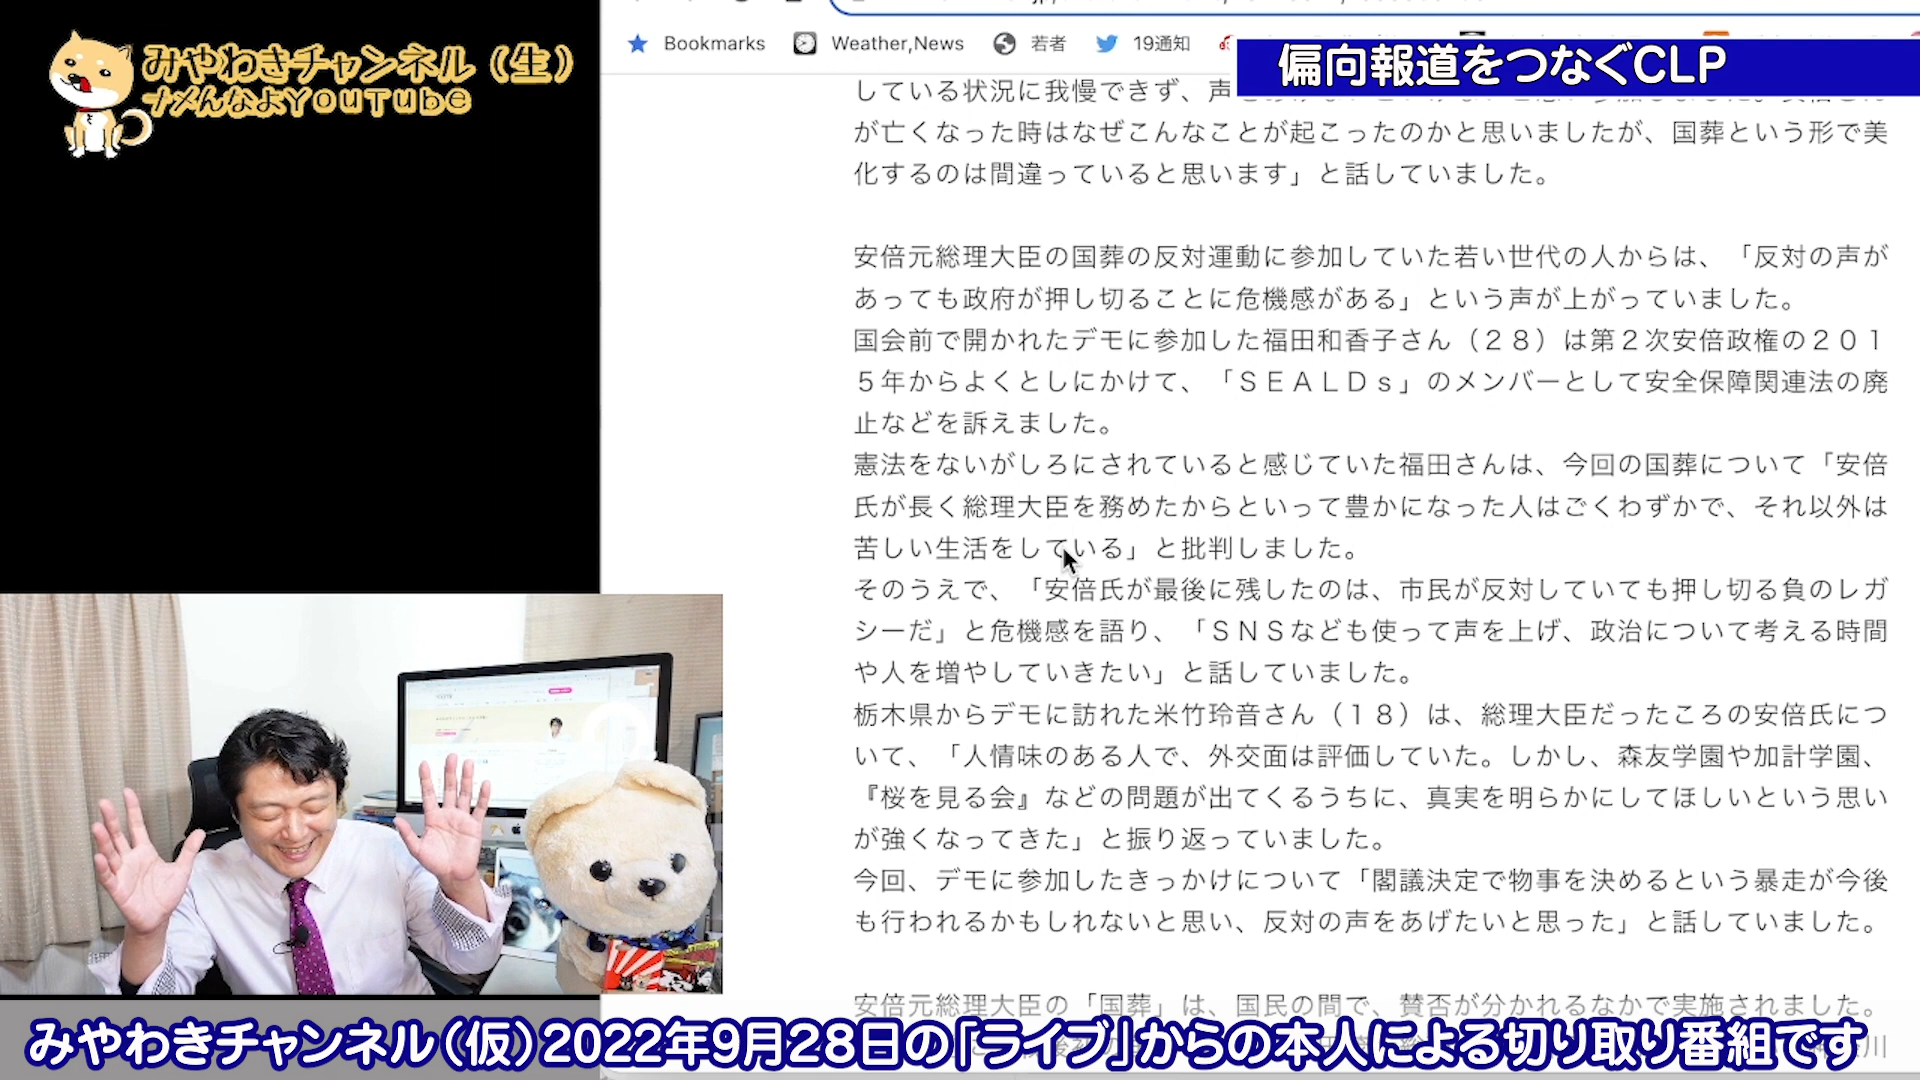 みやわきチャンネル（生）
ナメんなよYouTube
Bookmarks
Weather,News
若者
19通知
偏向報道をつなぐCLP
している状況に我慢できず、声
が亡くなった時はなぜこんなことが起こったのかと思いましたが、国葬という形で美
化するのは間違っていると思います」と話していました。
安倍元総理大臣の国葬の反対運動に参加していた若い世代の人からは、「反対の声が
あっても政府が押し切ることに危機感がある」という声が上がっていました。
国会前で開かれたデモに参加した福田和香子さん（２８）は第２次安倍政権の２０１
５年からよくとしにかけて、「ＳＥＡＬＤｓ」のメンバーとして安全保障関連法の廃
止などを訴えました。
憲法をないがしろにされていると感じていた福田さんは、今回の国葬について「安倍
氏が長く総理大臣を務めたからといって豊かになった人はごくわずかで、それ以外は
苦しい生活をしている」と批判しました。
そのうえで、「安倍氏が最後に残したのは、市民が反対していても押し切る負のレガ
シーだ」と危機感を語り、「ＳＮＳなども使って声を上げ、政治について考える時間
や人を増やしていきたい」と話していました。
栃木県からデモに訪れた米竹玲音さん（１８）は、総理大臣だったころの安倍氏につ
いて、「人情味のある人で、外交面は評価していた。しかし、森友学園や加計学園、
『桜を見る会』などの問題が出てくるうちに、真実を明らかにしてほしいという思い
が強くなってきた」と振り返っていました。
今回、デモに参加したきっかけについて「閣議決定で物事を決めるという暴走が今後
も行われるかもしれないと思い、反対の声をあげたいと思った」と話していました。
安倍元総理大臣の「国葬」は、国民の間で、賛否が分かれるなかで実施されました。
みやわきチャンネル（仮）2022年9月28日の「ライブ」からの本人による切り取り番組です